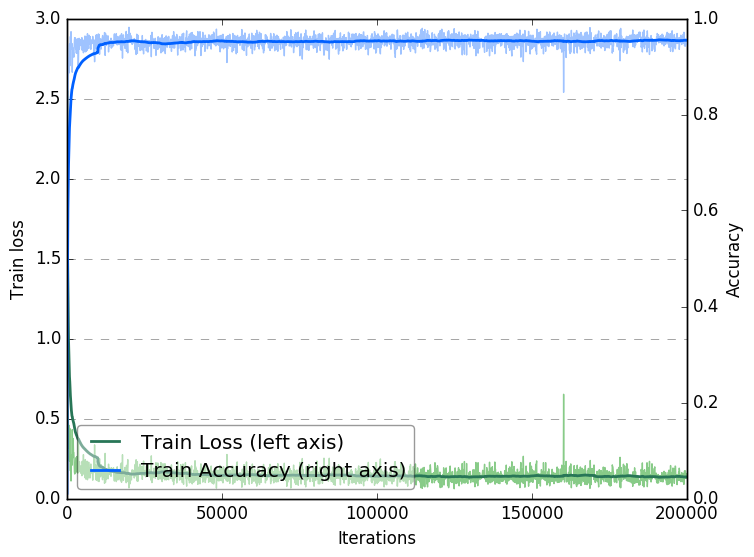 3.0
2.5
2.0
1.5
1.0
0.5
0.0
Train loss
1.0
0.8
0.6
0.4
0.2
0.0
Accuracy
Train Loss (left axis)
Train Accuracy (right axis)
0 50000 100000 150000 200000
Iterations